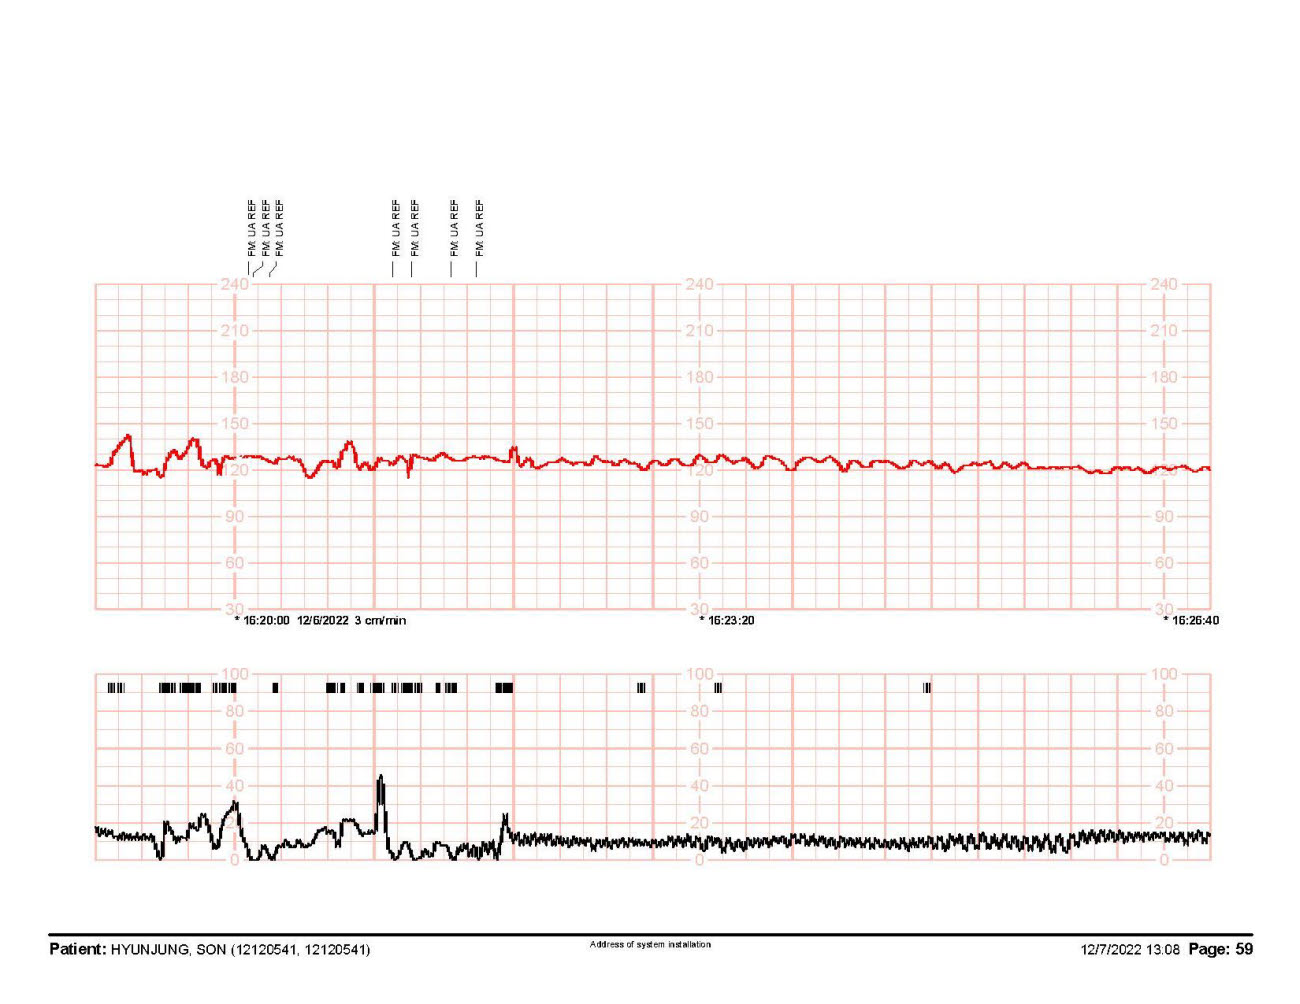 FM: UA REF
FM: UA REF
FM: UA REF
FM: UA REF
FM: UA REF
FM: UA REF
FM: UA REF
240 240 240
210 210 210
180 180 180
150 150 150
120 120 120
90 90 90
60 60 60
30 30 30
* 16:20:00 12/6/2022 3 cm/min * 16:23:20 * 16:26:40
100 100 100
80 80 80
60 60 60
40 40 40
20 20 20
0 0 0
Patient: HYUNJUNG, SON (12120541, 12120541) Address of system installation 12/7/2022 13:08 Page: 59